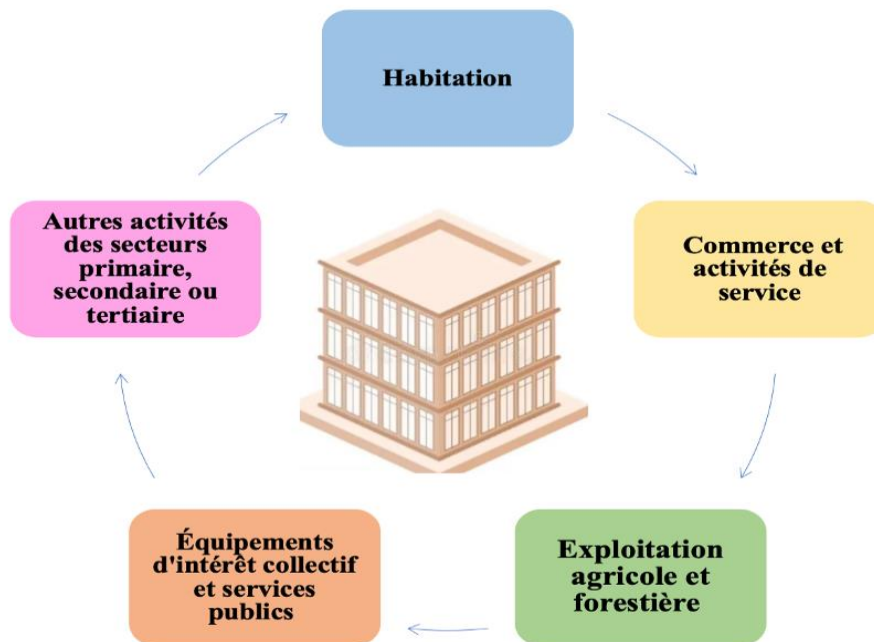 Habitation
Commerce et
activités de
service
Exploitation
agricole et
forestière
Équipements
d'intérêt collectif
et services
publics
Autres activités
des secteurs
primaire,
secondaire ou
tertiaire